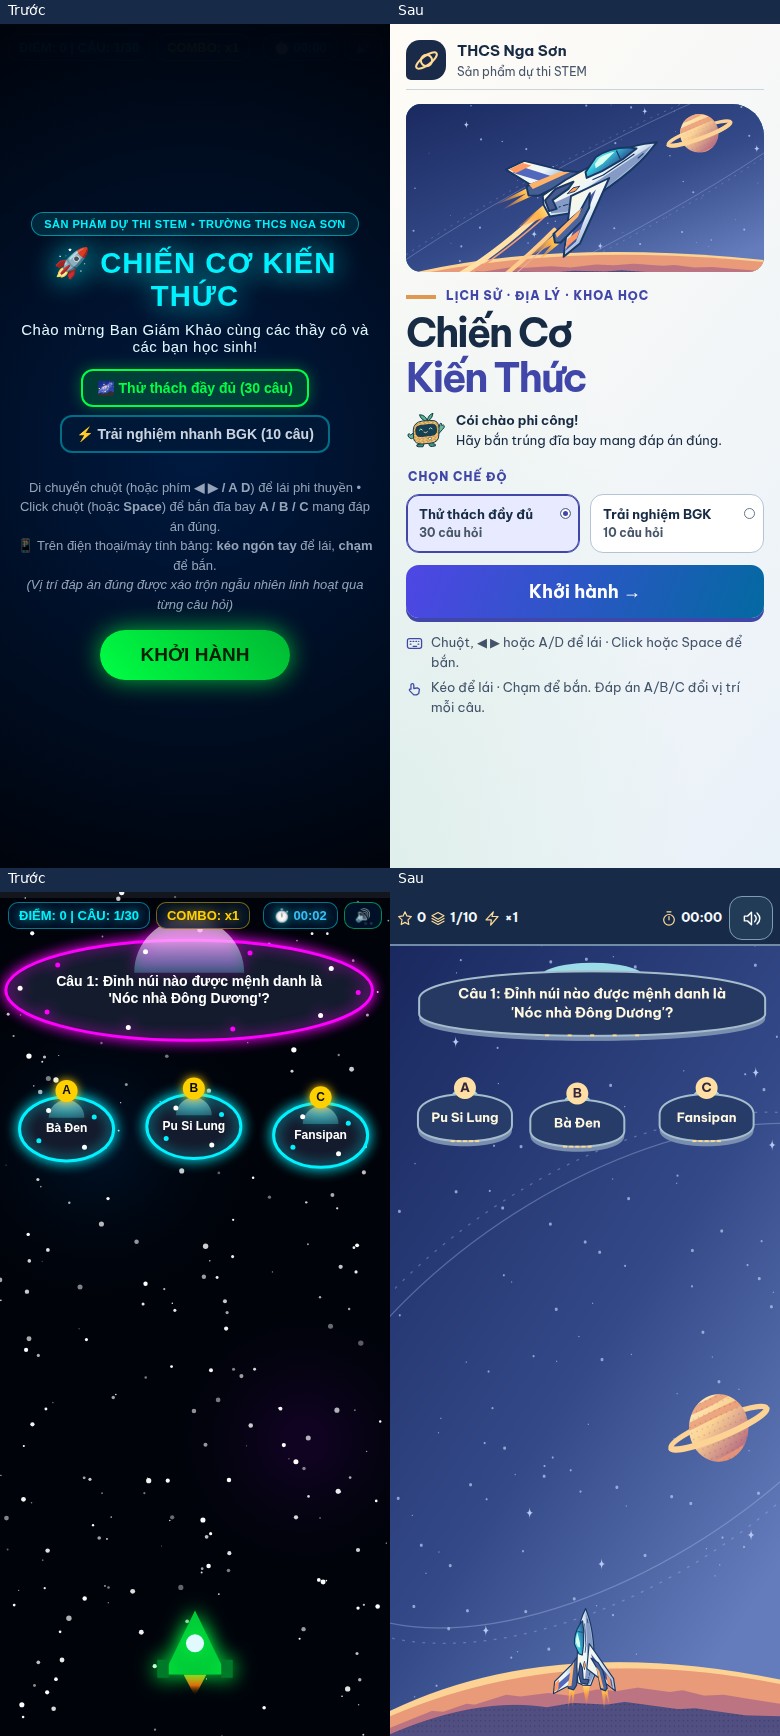 Trước
SẢN PHẨM DỰ THI STEM • TRƯỜNG THCS NGA SƠN
CHIẾN CƠ KIẾN
THỨC
Chào mừng Ban Giám Khảo cùng các thầy cô và
các bạn học sinh!
Thử thách đầy đủ (30 câu)
Trải nghiệm nhanh BGK (10 câu)
Di chuyển chuột (hoặc phím ◀ ▶ / A D) để lái phi thuyền •
Click chuột (hoặc Space) để bắn đĩa bay A / B / C mang đáp
án đúng.
Trên điện thoại/máy tính bảng: kéo ngón tay để lái, chạm
để bắn.
(Vị trí đáp án đúng được xáo trộn ngẫu nhiên linh hoạt qua
từng câu hỏi)
KHỞI HÀNH
Sau
THCS Nga Sơn
Sản phẩm dự thi STEM
LỊCH SỬ · ĐỊA LÝ · KHOA HỌC
Chiến Cơ
Kiến Thức
Cói chào phi công!
Hãy bắn trúng đĩa bay mang đáp án đúng.
CHỌN CHẾ ĐỘ
Thử thách đầy đủ
30 câu hỏi
Trải nghiệm BGK
10 câu hỏi
Khởi hành →
Chuột, ◀ ▶ hoặc A/D để lái · Click hoặc Space để
bắn.
Kéo để lái · Chạm để bắn. Đáp án A/B/C đổi vị trí
mỗi câu.
Trước
ĐIỂM: 0 | CÂU: 1/30
COMBO: x1
00:02
Câu 1: Đỉnh núi nào được mệnh danh là
'Nóc nhà Đông Dương'?
A
Bà Đen
B
Pu Si Lung
C
Fansipan
Sau
0
1/10
×1
00:00
Câu 1: Đỉnh núi nào được mệnh danh là
'Nóc nhà Đông Dương'?
A
Pu Si Lung
B
Bà Đen
C
Fansipan